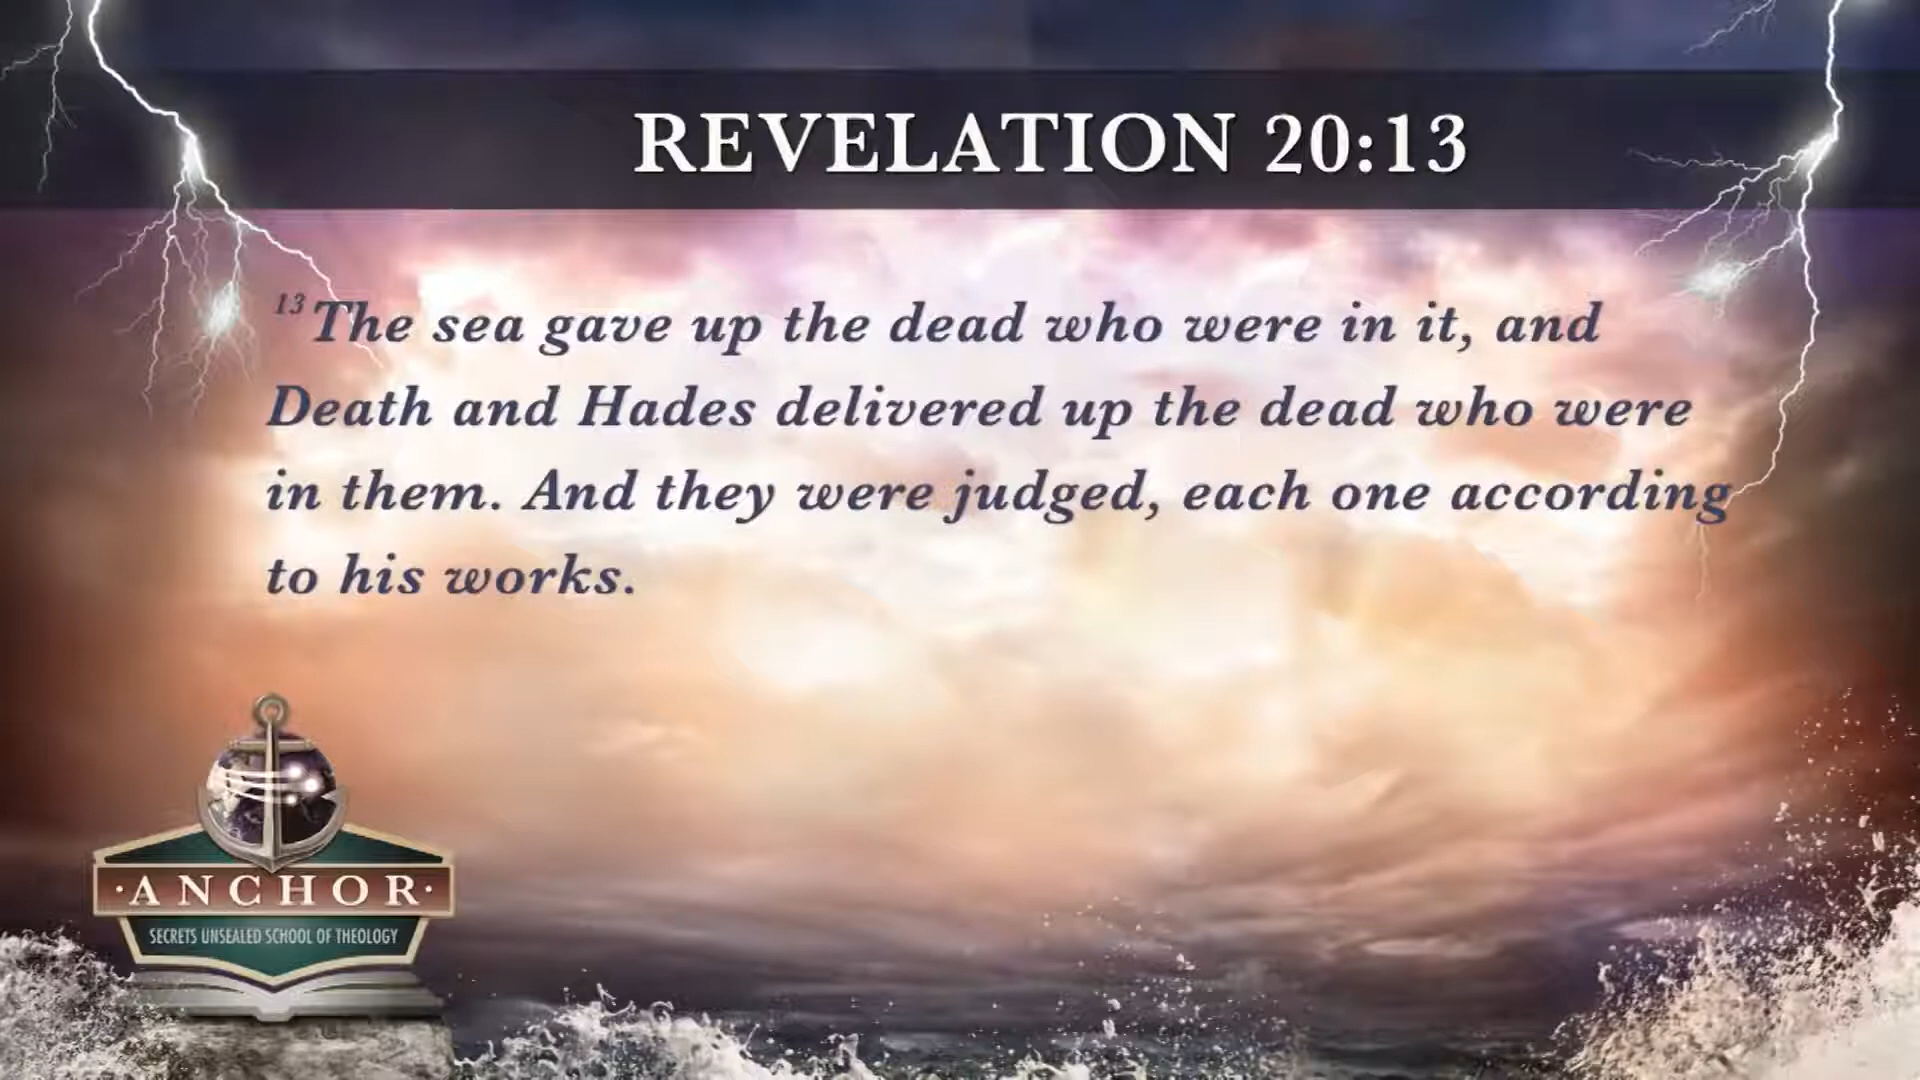 REVELATION 20:13
13 The sea gave up the dead who were in it, and
Death and Hades delivered up the dead who were
in them. And they were judged, each one according
to his works.
·ANCHOR·
SECRETS UNSEALED SCHOOL OF THEOLOGY